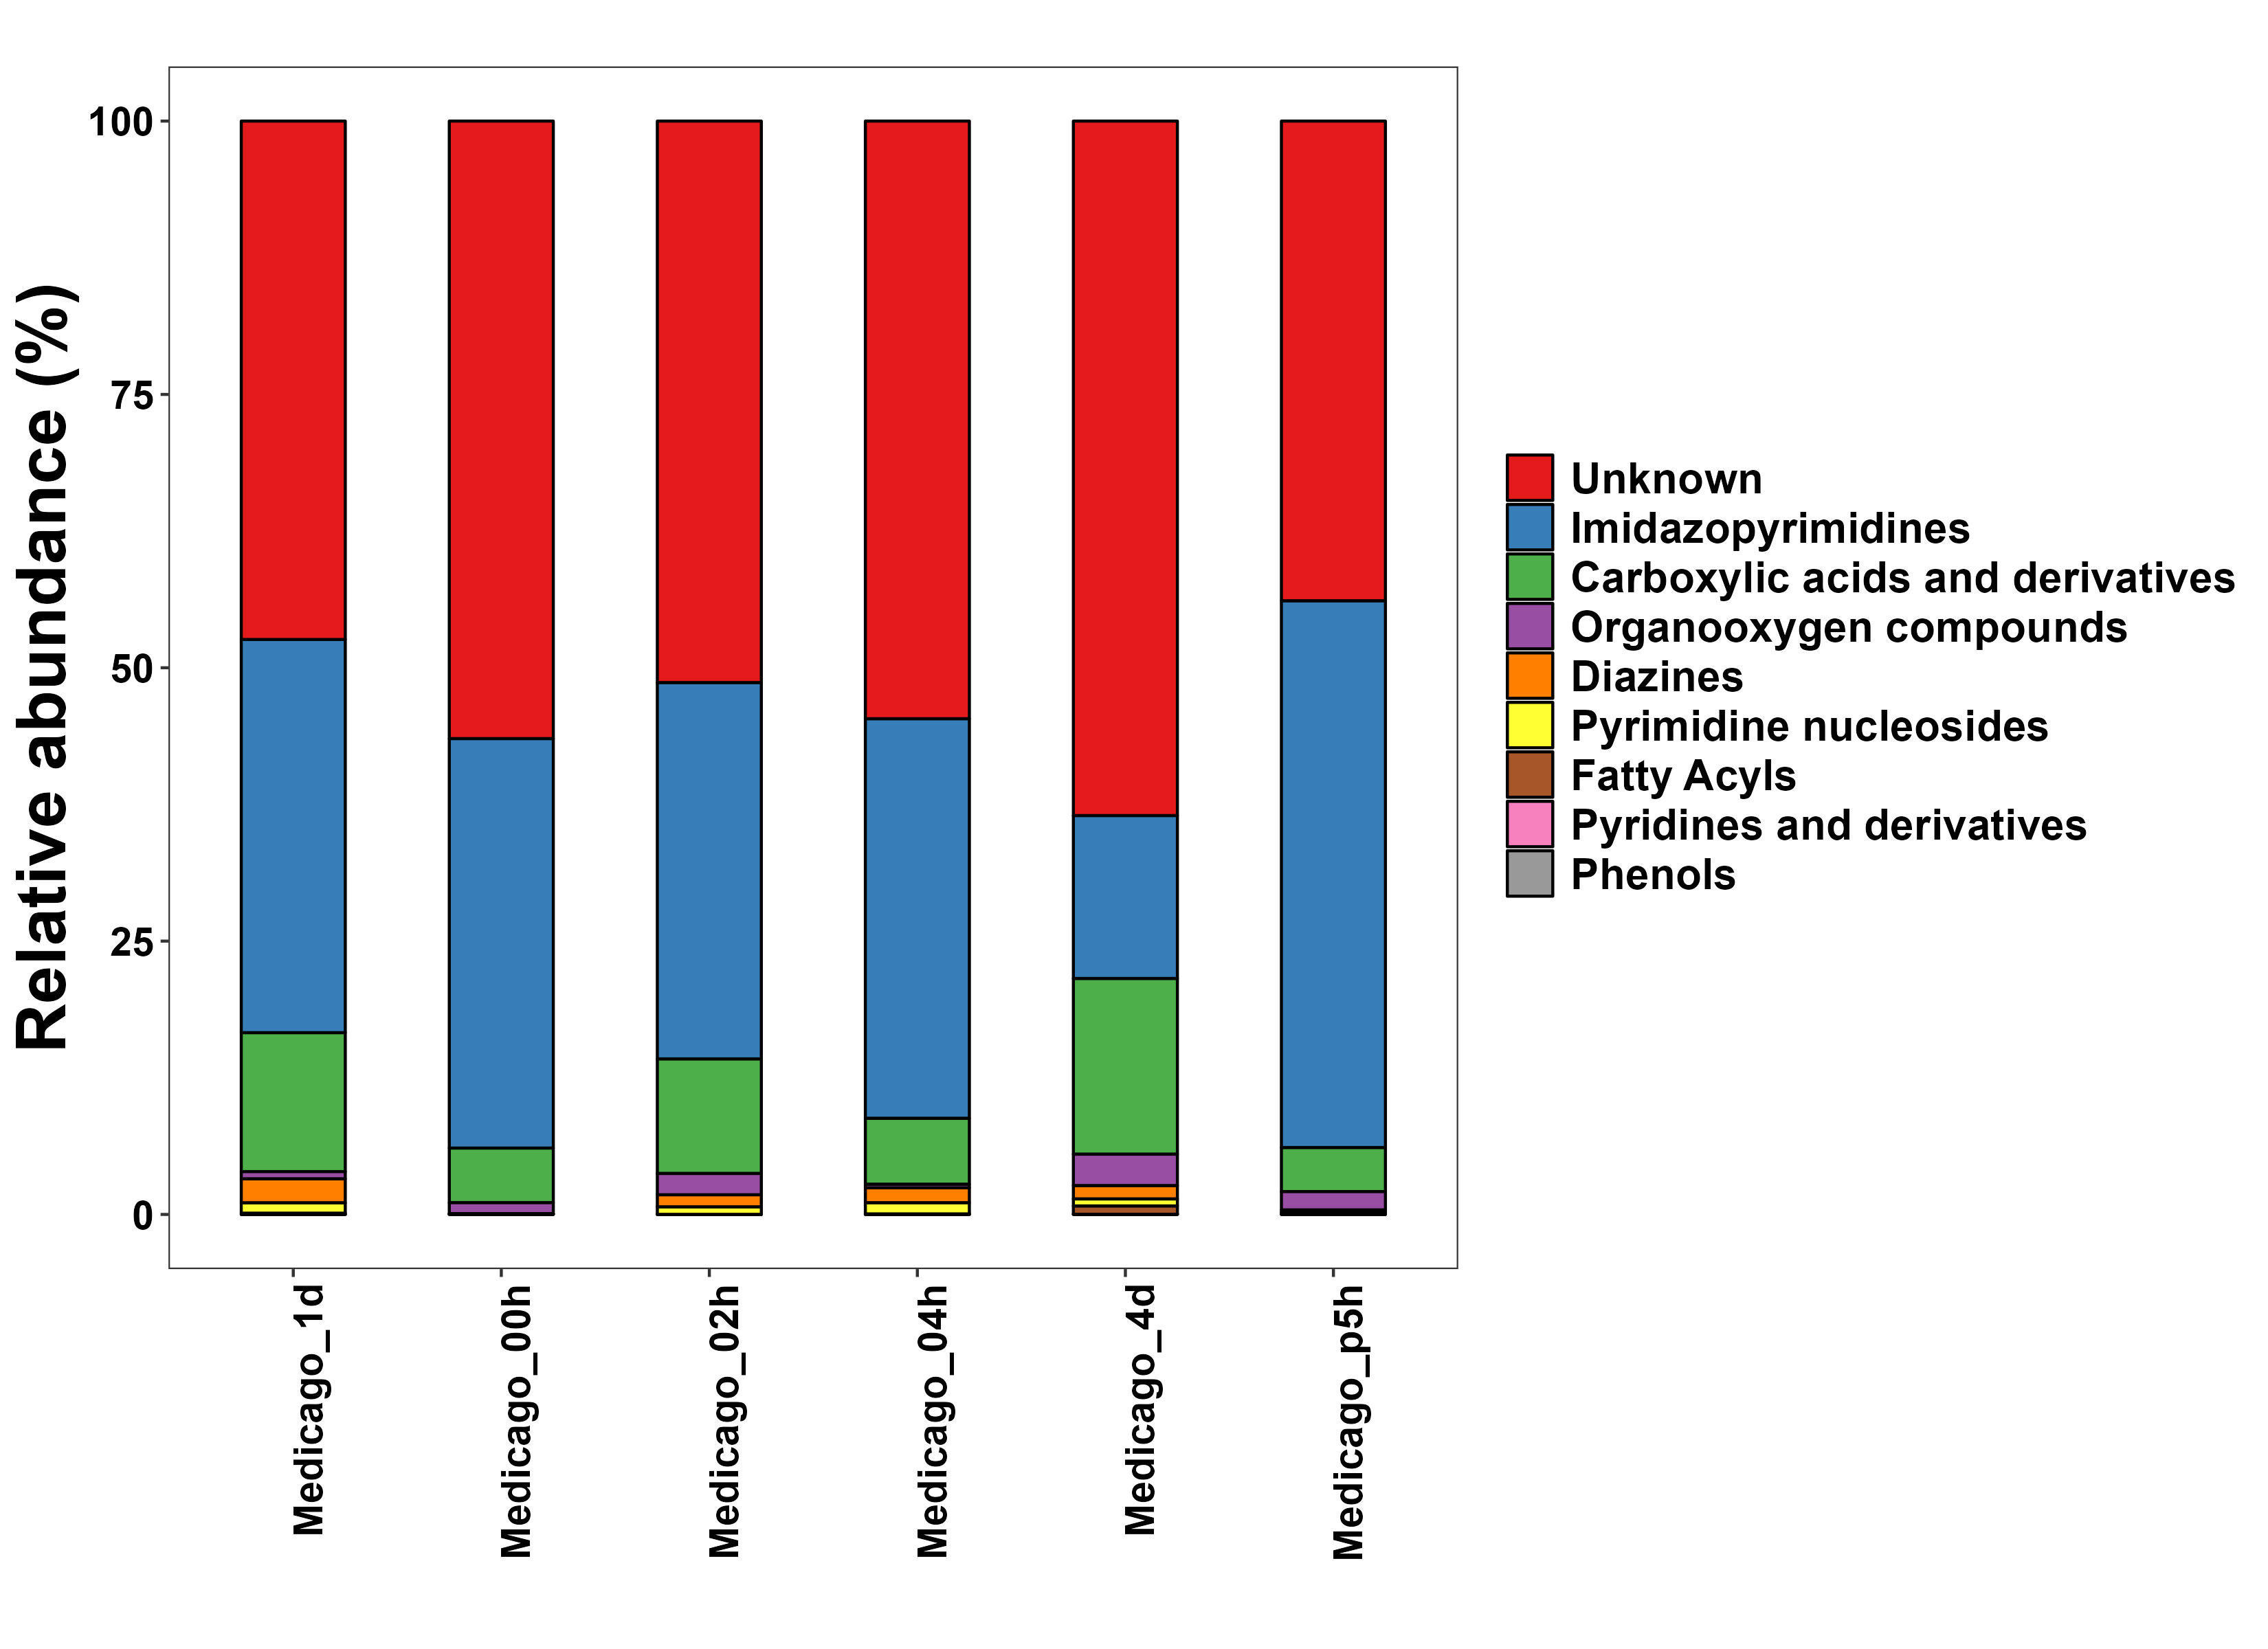 Relative abundance (%)
100
75
50
25
0
Medicago_1d
Medicago_00h
Medicago_02h
Medicago_04h
Medicago_4d
Medicago_p5h
Unknown
Imidazopyrimidines
Carboxylic acids and derivatives
Organooxygen compounds
Diazines
Pyrimidine nucleosides
Fatty Acyls
Pyridines and derivatives
Phenols